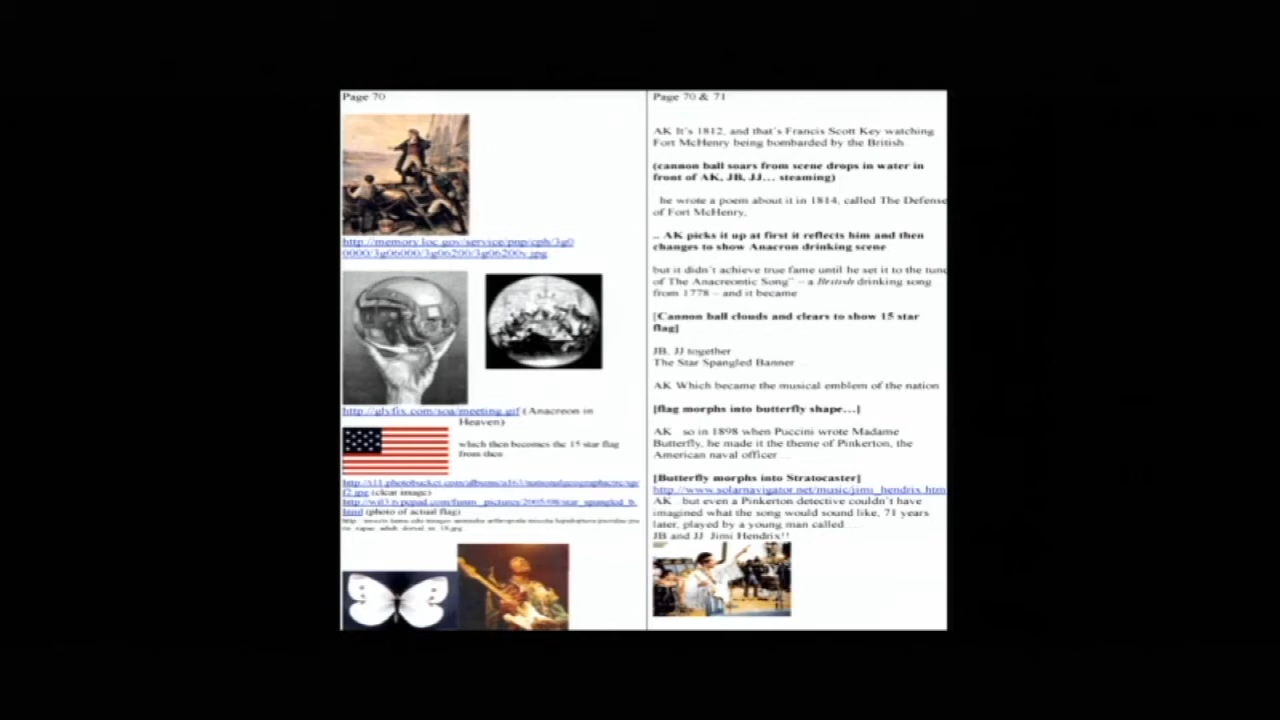 Page 70
http://memory.loc.gov/service/pnp/cph/3g0
0000/3g06000/3g06200/3g06200v.jpg
http://glyfix.com/soa/meeting.gif (Anacreon in
Heaven)
which then becomes the 15 star flag
from then
(clear image)
(photo of actual flag)
Page 70 & 71
AK It's 1812, and that's Francis Scott Key watching
Fort McHenry being bombarded by the British.
(cannon ball soars from scene drops in water in
front of AK, JB, JJ... steaming)
he wrote a poem about it in 1814, called The Defense
of Fort McHenry,
.. AK picks it up at first it reflects him and then
changes to show Anacron drinking scene
but it didn't achieve true fame until he set it to the tune
of The Anacreontic Song" – a British drinking song
from 1778 – and it became
[Cannon ball clouds and clears to show 15 star
flag]
JB, JJ together
The Star Spangled Banner ...
AK Which became the musical emblem of the nation
[flag morphs into butterfly shape...]
AK so in 1898 when Puccini wrote Madame
Butterfly, he made it the theme of Pinkerton, the
American naval officer ...
[Butterfly morphs into Stratocaster]
http://www.solarnavigator.net/music/jimi_hendrix.htm
AK but even a Pinkerton detective couldn't have
imagined what the song would sound like, 71 years
later, played by a young man called ...
JB and JJ Jimi Hendrix!!